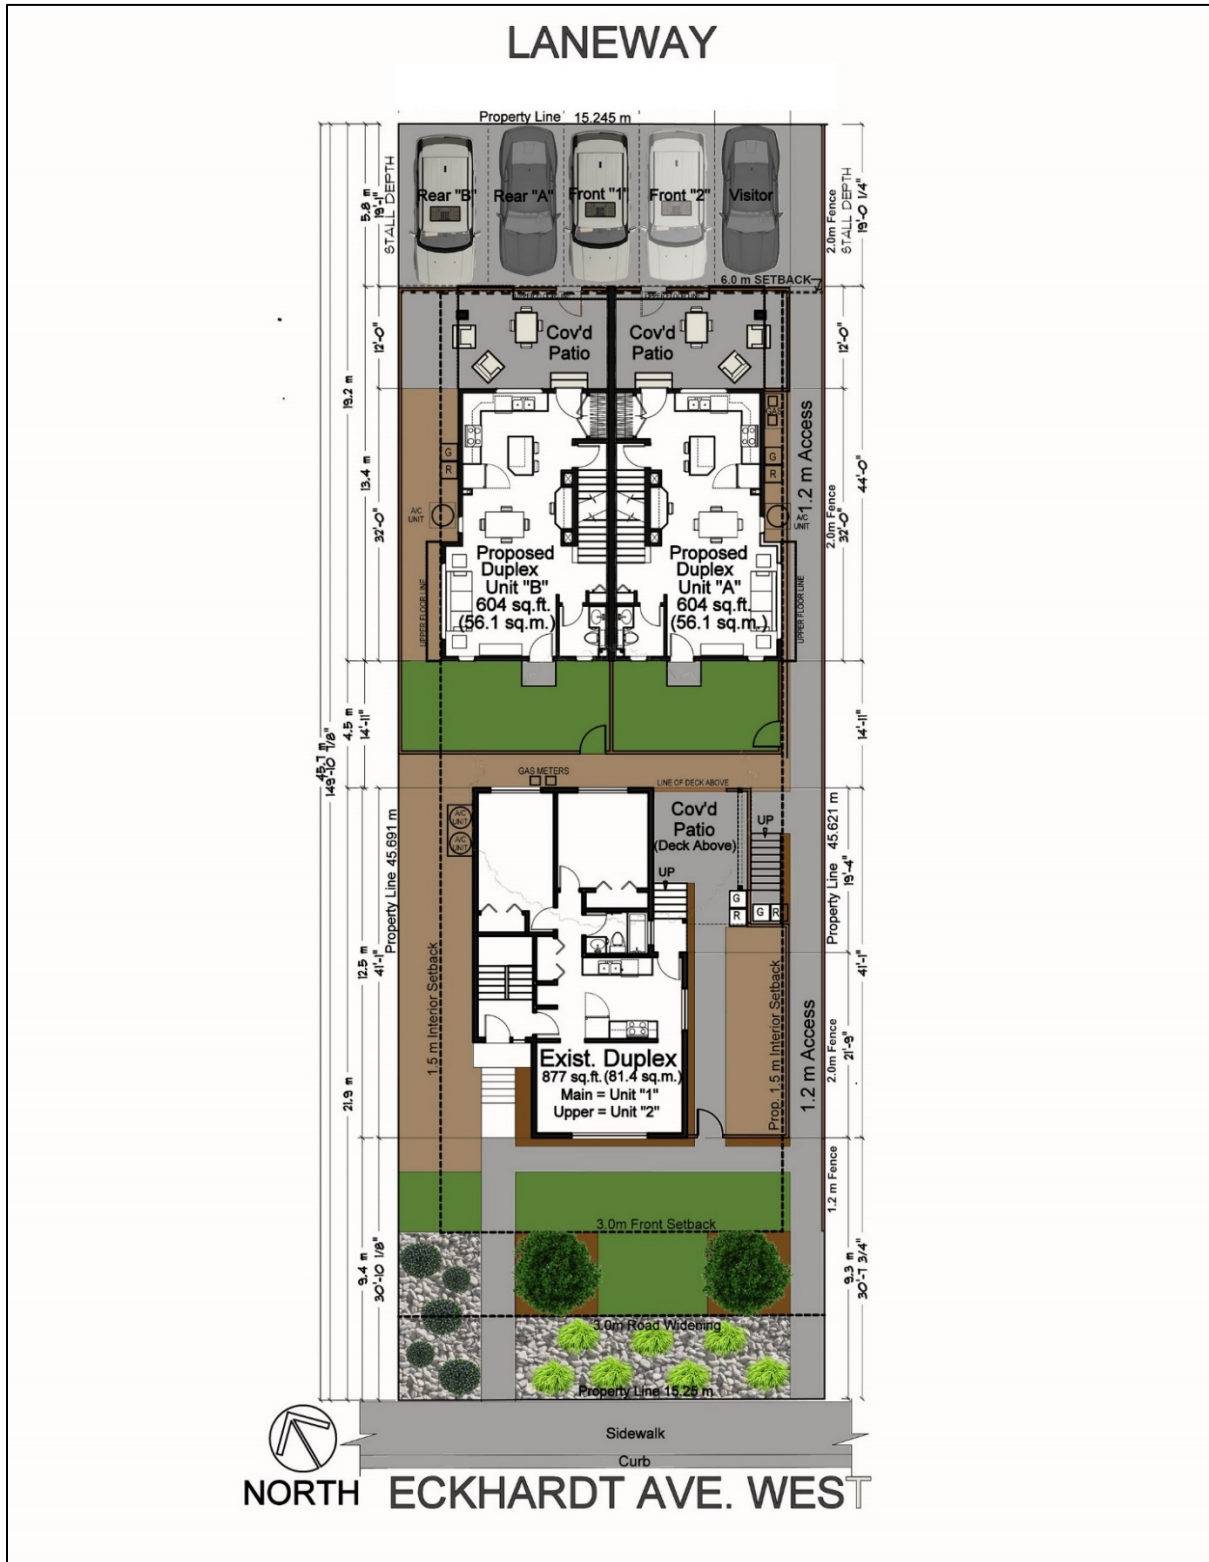 LANEWAY
Property Line 15.245 m
STALL DEPTH
5.8 m
19'-1"
Rear "B"
Rear "A"
Front "1"
Front "2"
Visitor
2.0m Fence
STALL DEPTH
19'-0 1/4"
6.0 m SETBACK
12'-0"
Cov'd
Patio
Cov'd
Patio
12'-0"
19.2 m
13.4 m
32'-0"
G
R
A/C
UNIT
GAS
G
R
A/C
UNIT
1.2 m Access
2.0m Fence
32'-0"
44'-0"
Proposed
Duplex
Unit "B"
604 sq.ft.
(56.1 sq.m.)
Proposed
Duplex
Unit "A"
604 sq.ft.
(56.1 sq.m.)
UPPER FLOOR LINE
UPPER FLOOR LINE
4.5 m
14'-11"
14'-11"
45.7 m
149'-10 7/8"
GAS METERS
LINE OF DECK ABOVE
A/C
UNIT
A/C
UNIT
Cov'd
Patio
(Deck Above)
UP
UP
G
R
G R
Property Line 45.691 m
Property Line 45.621 m
19'-4"
12.5 m
41'-1"
41'-1"
1.5 m Interior Setback
Prop. 1.5 m Interior Setback
1.2 m Access
2.0m Fence
21'-9"
Exist. Duplex
877 sq.ft.(81.4 sq.m.)
Main = Unit "1"
Upper = Unit "2"
21.9 m
1.2 m Fence
3.0m Front Setback
9.4 m
30'-10 1/8"
9.3 m
30'-7 3/4"
3.0m Road Widening
Property Line 15.25 m
Sidewalk
Curb
NORTH
ECKHARDT AVE. WEST